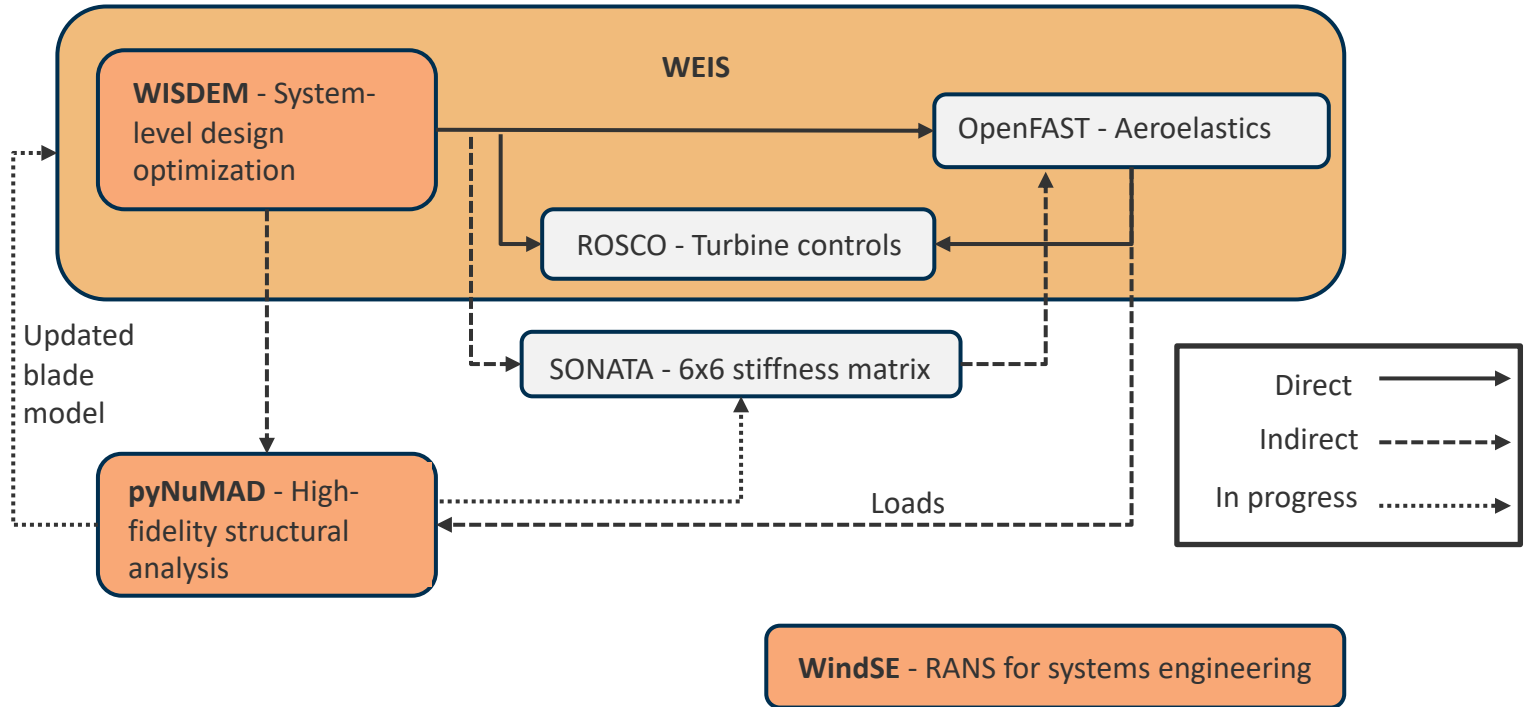 WEIS
WISDEM - System-
level design
optimization
OpenFAST - Aeroelastics
ROSCO - Turbine controls
Updated
blade
model
SONATA - 6x6 stiffness matrix
Direct
Indirect
In progress
pyNuMAD - High-
fidelity structural
analysis
Loads
WindSE - RANS for systems engineering